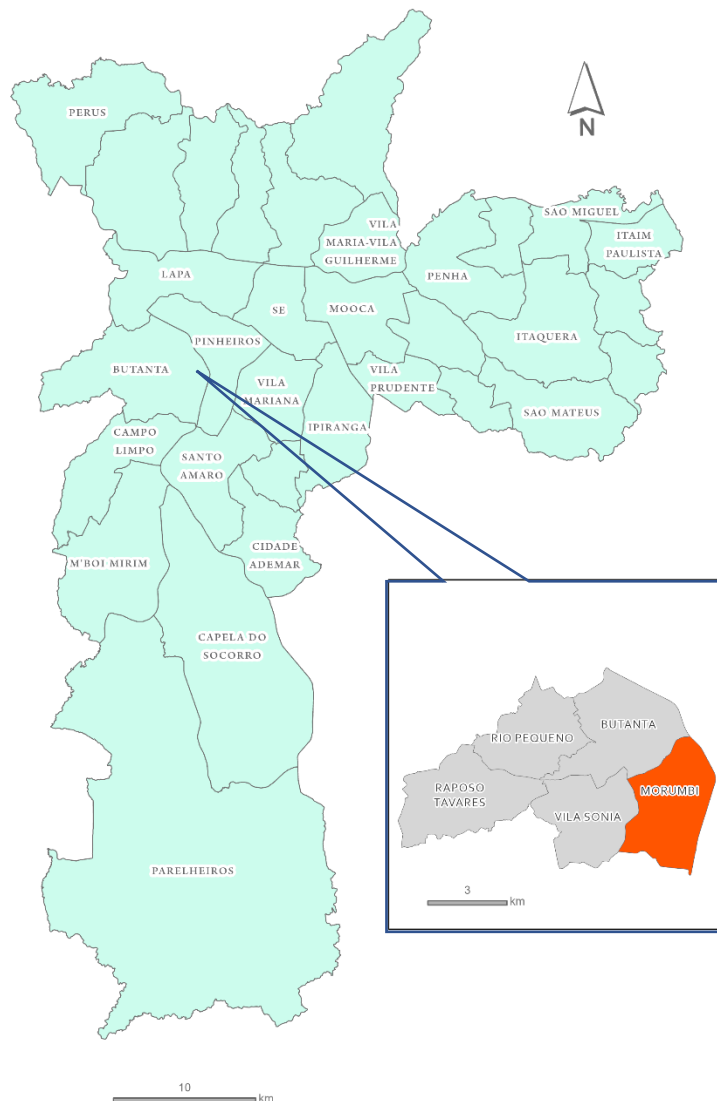 PERUS
N
SAO MIGUEL
VILA
MARIA-VILA
GUILHERME
ITAIM
PAULISTA
LAPA
PENHA
SE
MOOCA
PINHEIROS
ITAQUERA
BUTANTA
VILA
PRUDENTE
VILA
MARIANA
SAO MATEUS
IPIRANGA
CAMPO
LIMPO
SANTO
AMARO
CIDADE
ADEMAR
M'BOI MIRIM
CAPELA DO
SOCORRO
BUTANTA
RIO PEQUENO
RAPOSO
TAVARES
MORUMBI
VILA SONIA
PARELHEIROS
3
km
10
km